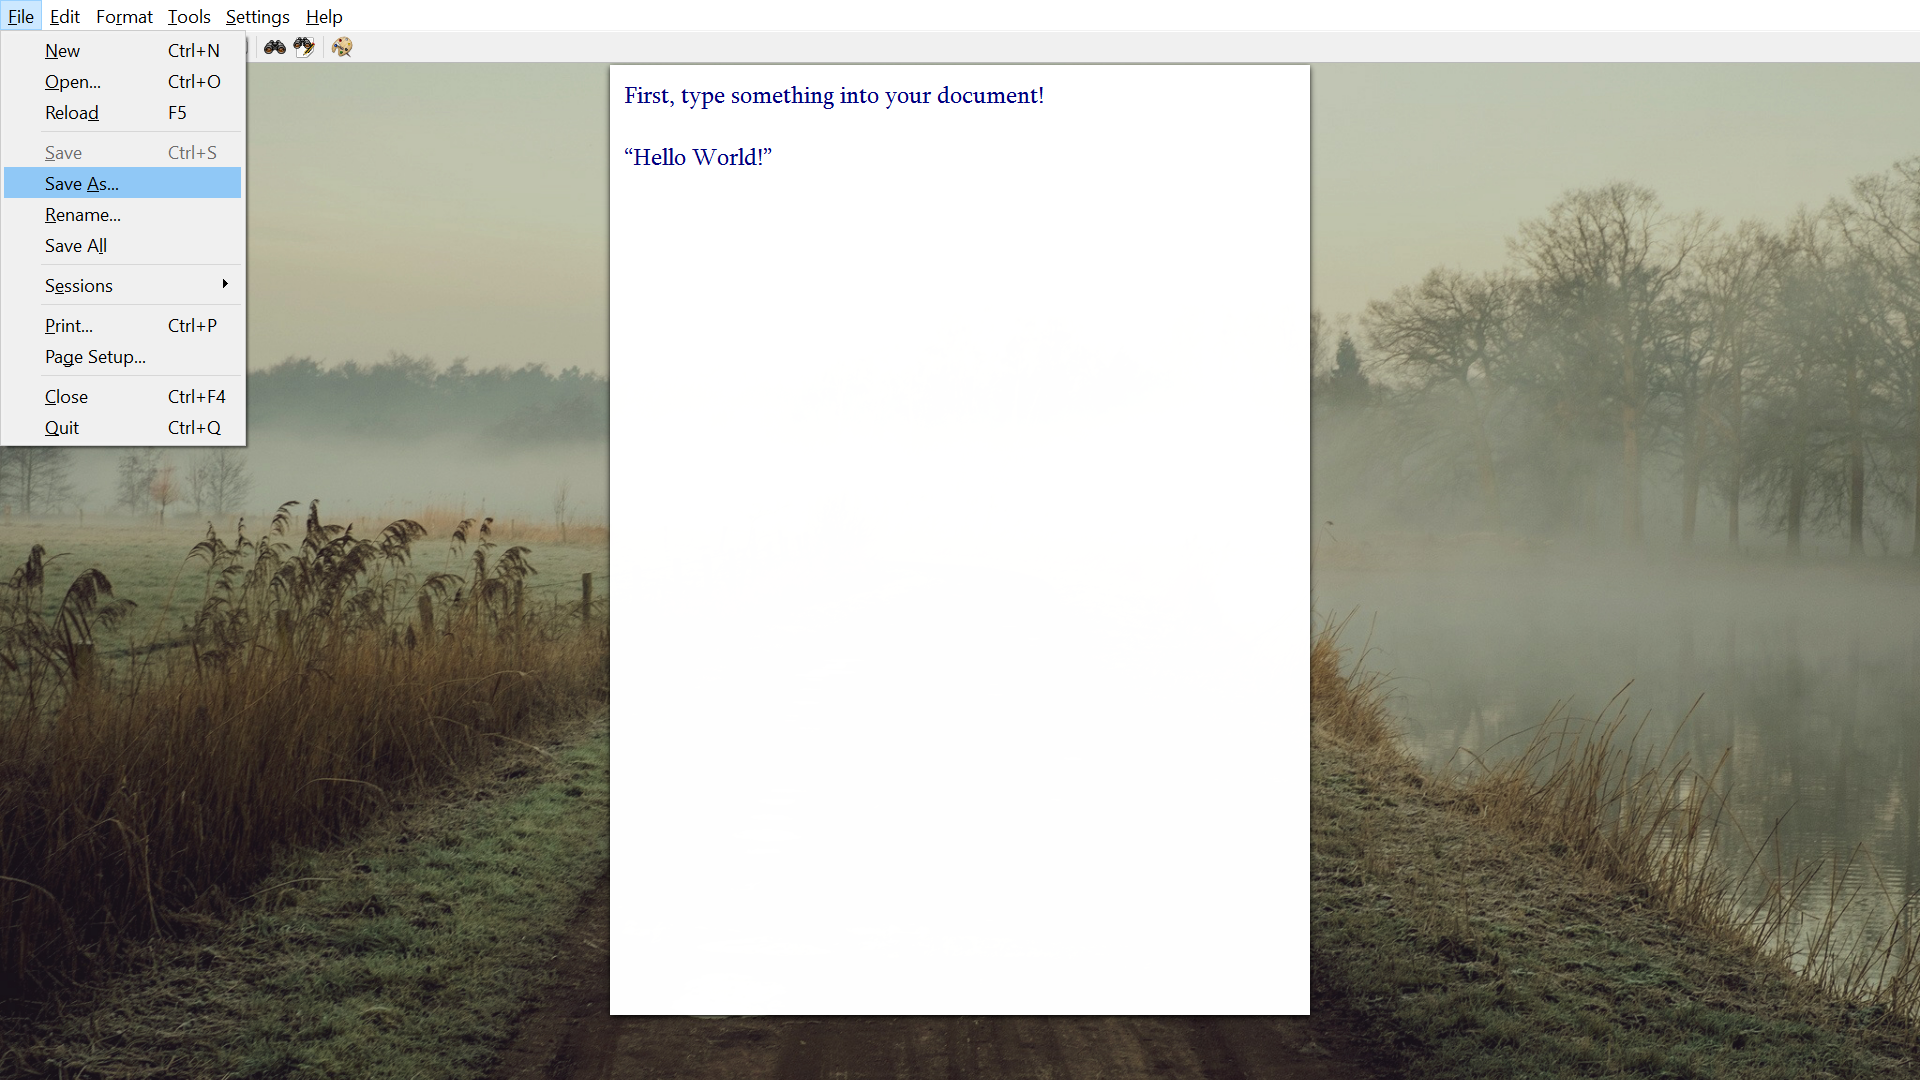 File Edit Format Tools Settings Help
New Ctrl+N
Open... Ctrl+O
Reload F5
Save Ctrl+S
Save As...
Rename...
Save All
Sessions
Print... Ctrl+P
Page Setup...
Close Ctrl+F4
Quit Ctrl+Q
First, type something into your document!
“Hello World!”